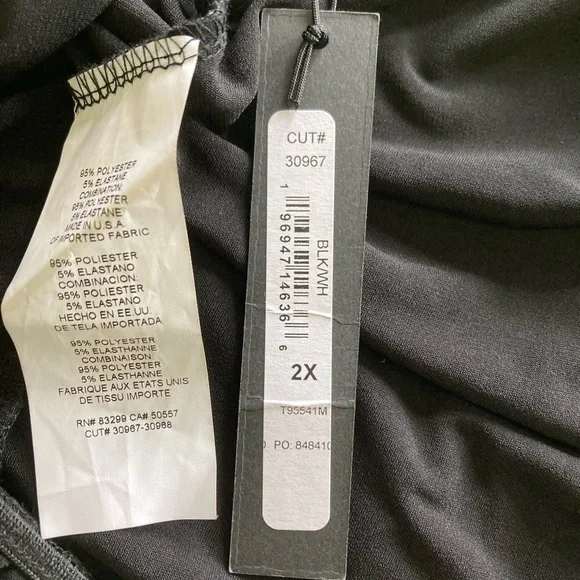 95% POLYESTER
5% ELASTANE
COMBINATION:
95% POLYESTER
5% ELASTANE
MADE IN U.S.A.
OF IMPORTED FABRIC
95% POLIESTER
5% ELASTANO
COMBINACION:
95% POLIESTER
5% ELASTANO
HECHO EN EE.UU.
DE TELA IMPORTADA
95% POLYESTER
5% ELASTHANNE
COMBINAISON:
95% POLYESTER
5% ELASTHANNE
FABRIQUE AUX ETATS UNIS
DE TISSU IMPORTE
RN# 83299 CA# 50557
CUT# 30967-30968
CUT#
30967
1 96947 14636 6
BLK/WH
2X
T95541M
PO: 848410